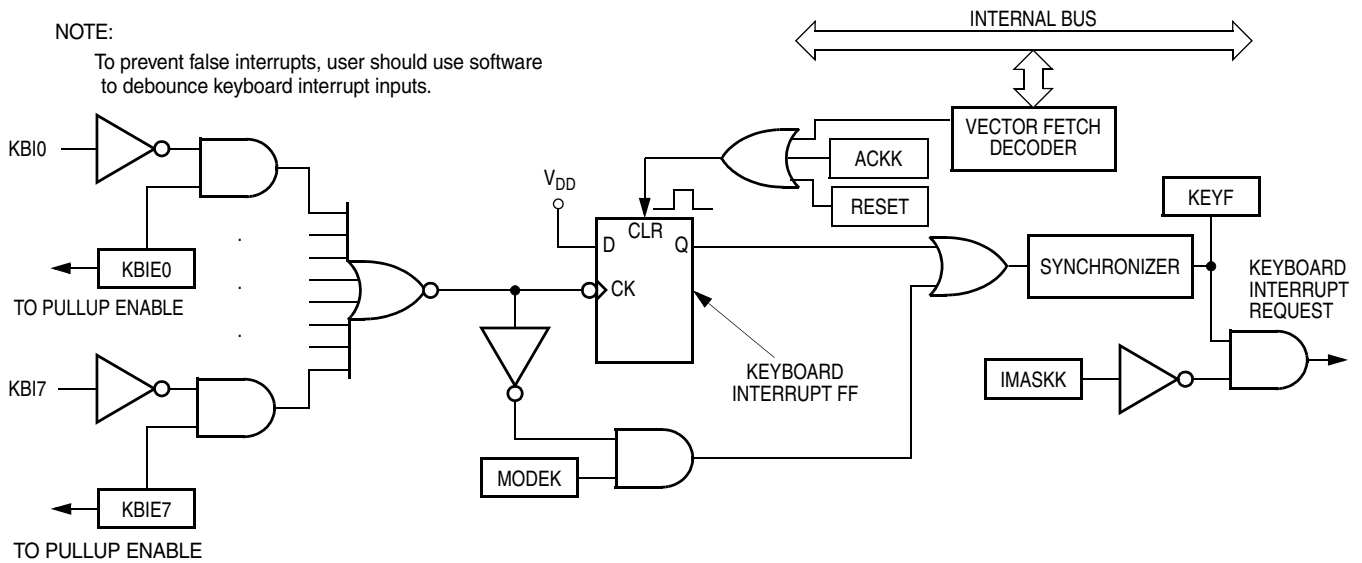 NOTE:
To prevent false interrupts, user should use software
to debounce keyboard interrupt inputs.
INTERNAL BUS
VECTOR FETCH
DECODER
ACKK
RESET
KBI0
KBIE0
TO PULLUP ENABLE
.
.
.
KBI7
KBIE7
TO PULLUP ENABLE
VDD
CLR
D
Q
CK
KEYBOARD
INTERRUPT FF
MODEK
SYNCHRONIZER
KEYF
IMASKK
KEYBOARD
INTERRUPT
REQUEST